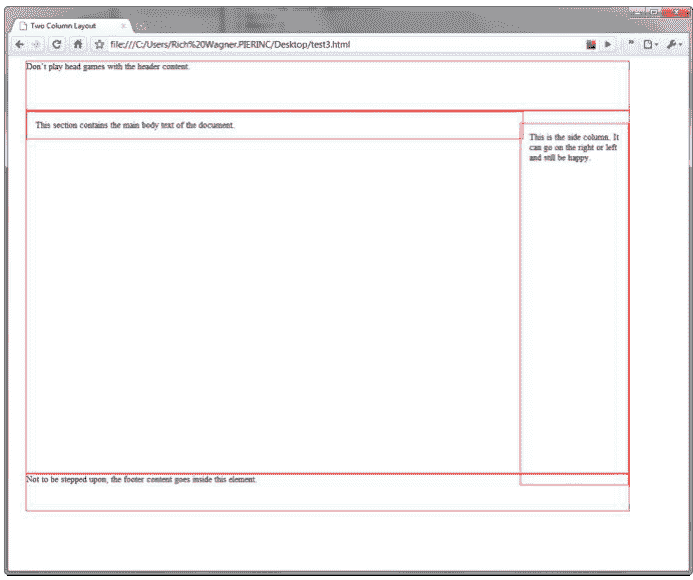 Two Column Layout
file:///C:/Users/Rich%20Wagner.PIERINC/Desktop/test3.html
Don't play head games with the header content.
This section contains the main body text of the document.
This is the side column. It
can go on the right or left
and still be happy.
Not to be stepped upon, the footer content goes inside this element.